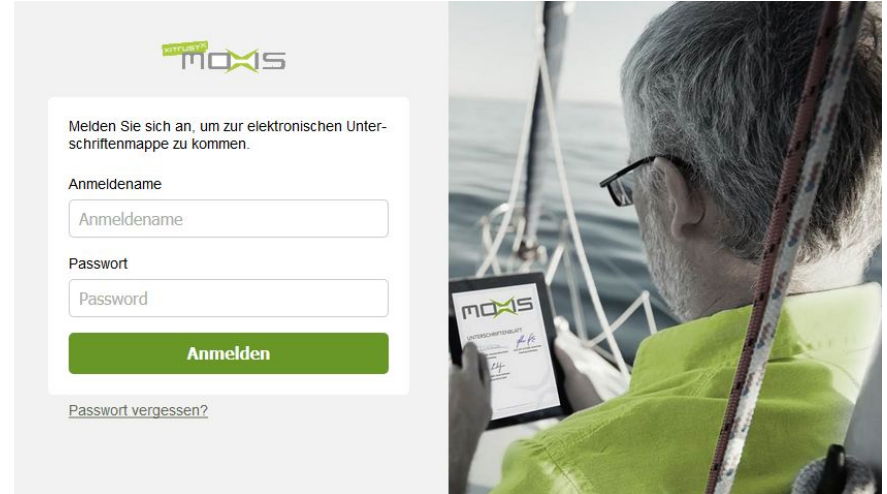 XITRUST
MOXIS
Melden Sie sich an, um zur elektronischen Unter-
schriftenmappe zu kommen.
Anmeldename
Anmeldename
Passwort
Password
Anmelden
Passwort vergessen?
MOXIS
UNTERSCHRIFTENBLATT